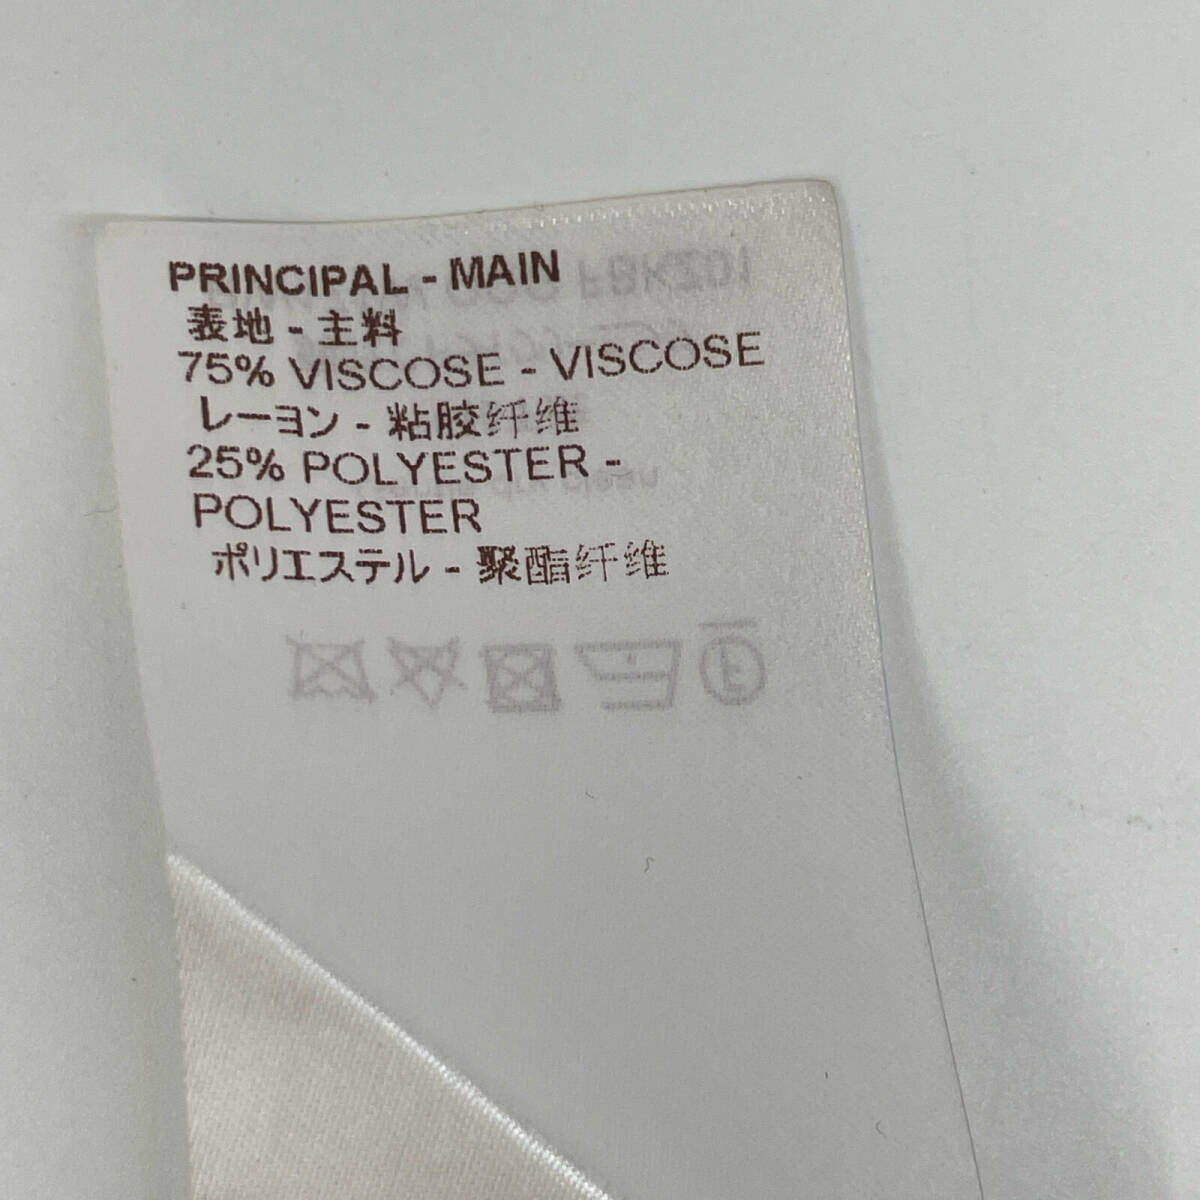 PRINCIPAL - MAIN
表地 - 主料
75% VISCOSE - VISCOSE
レーヨン - 粘胶纤维
25% POLYESTER -
POLYESTER
ポリエステル - 聚酯纤维